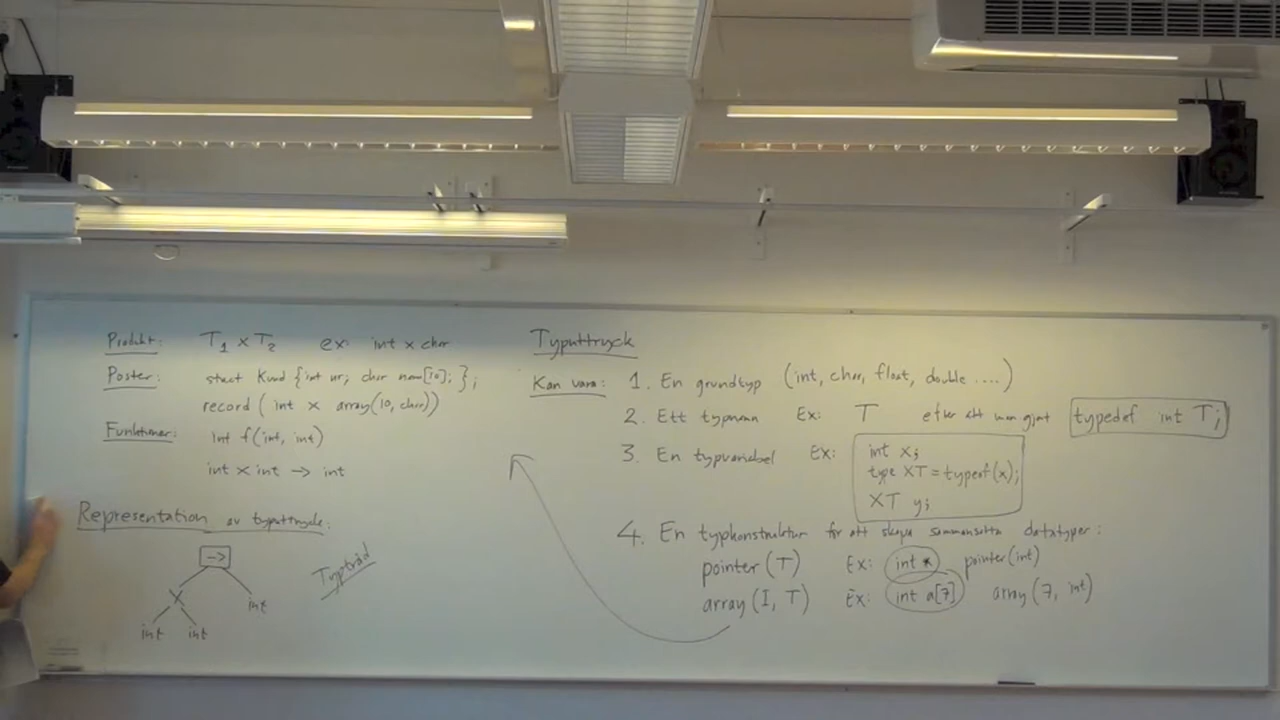 Produkt: T1 x T2 ex: int x char
Poster: struct Kund {int nr; char namn[10]; };
record ( int x array(10, char))
Funktioner: int f(int, int)
int x int -> int
Representation av typuttryck:
->
x int
int int
Typträd
Typuttryck
Kan vara: 1. En grundtyp (int, char, float, double ....)
2. Ett typnamn Ex: T efter att man gjort typedef int T;
3. En typvariabel Ex: int x;
type XT = typeof(x);
XT y;
4. En typkonstruktur för att skapa sammansatta datatyper:
pointer (T) Ex: int * pointer(int)
array (I, T) Ex: int a[7] array (7, int)